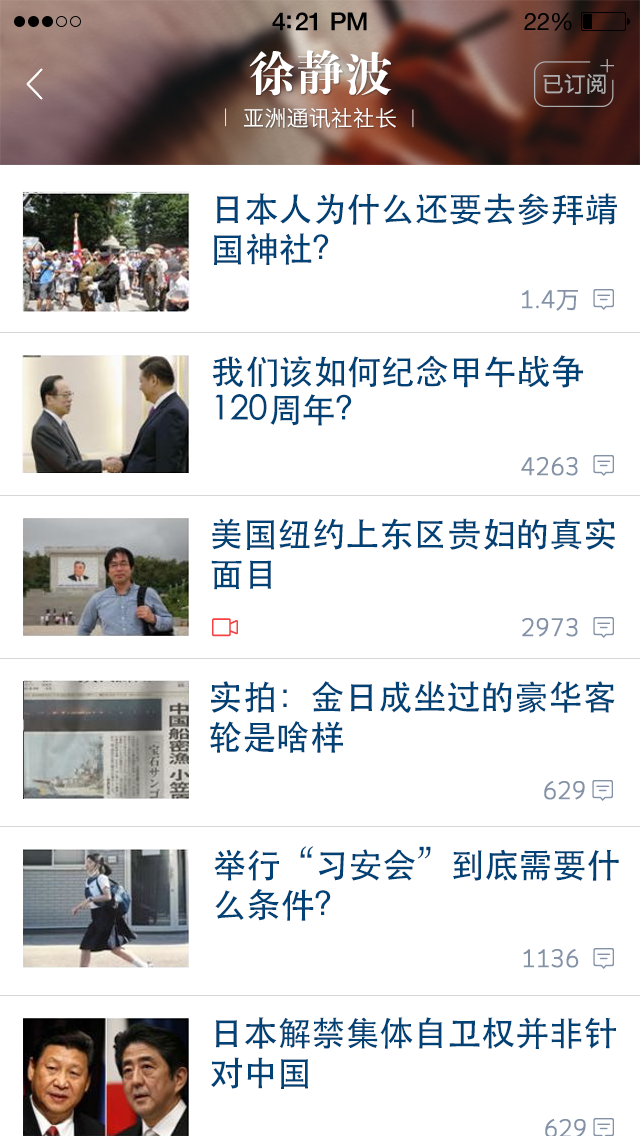 4:21 PM
22%
徐静波
亚洲通讯社社长
已订阅
日本人为什么还要去参拜靖
国神社?
1.4万
我们该如何纪念甲午战争
120周年?
4263
美国纽约上东区贵妇的真实
面目
2973
实拍：金日成坐过的豪华客
轮是啥样
中国
船密漁
小笠原
宝石サンゴ
629
举行“习安会”到底需要什
么条件?
1136
日本解禁集体自卫权并非针
对中国
629